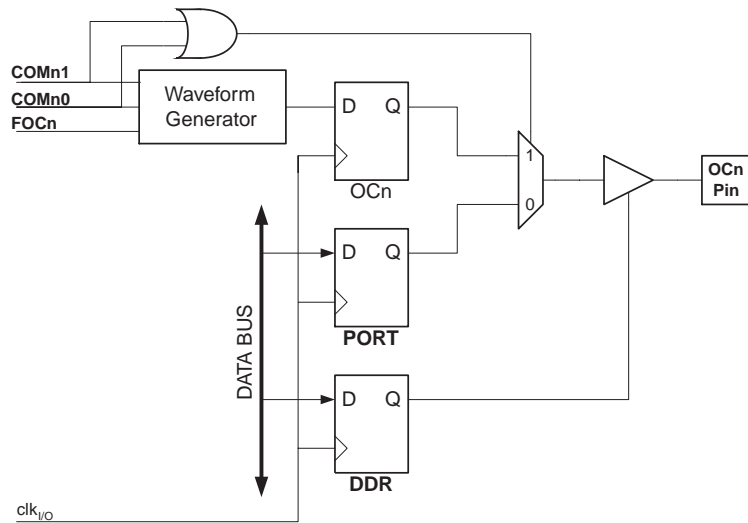 COMn1
COMn0
FOCn
Waveform
Generator
D Q
OCn
1
0
OCn
Pin
D Q
PORT
DATA BUS
D Q
DDR
clkI/O